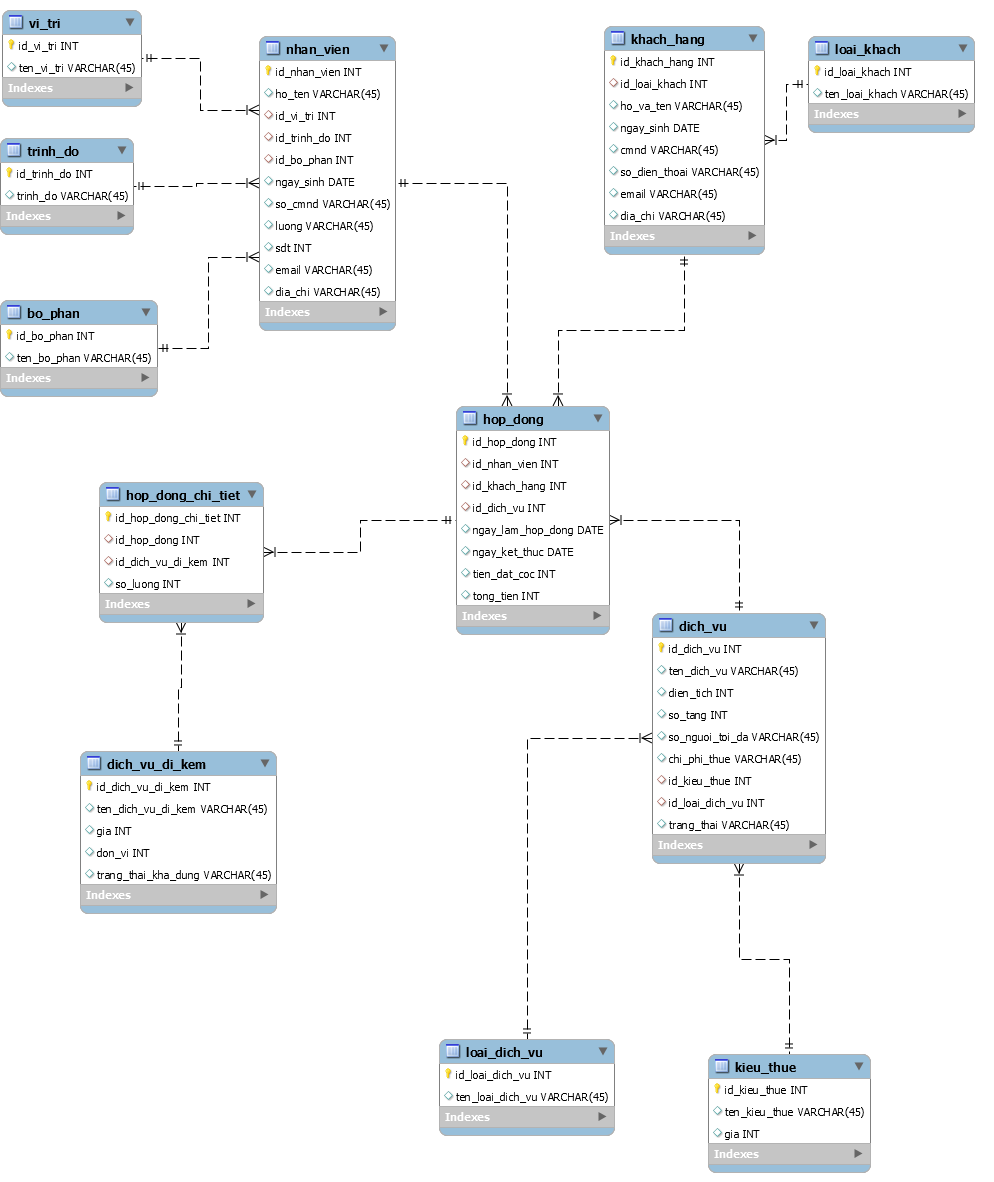 vi_tri
id_vi_tri INT
ten_vi_tri VARCHAR(45)
Indexes
trinh_do
id_trinh_do INT
trinh_do VARCHAR(45)
Indexes
bo_phan
id_bo_phan INT
ten_bo_phan VARCHAR(45)
Indexes
nhan_vien
id_nhan_vien INT
ho_ten VARCHAR(45)
id_vi_tri INT
id_trinh_do INT
id_bo_phan INT
ngay_sinh DATE
so_cmnd VARCHAR(45)
luong VARCHAR(45)
sdt INT
email VARCHAR(45)
dia_chi VARCHAR(45)
Indexes
khach_hang
id_khach_hang INT
id_loai_khach INT
ho_va_ten VARCHAR(45)
ngay_sinh DATE
cmnd VARCHAR(45)
so_dien_thoai VARCHAR(45)
email VARCHAR(45)
dia_chi VARCHAR(45)
Indexes
loai_khach
id_loai_khach INT
ten_loai_khach VARCHAR(45)
Indexes
hop_dong
id_hop_dong INT
id_nhan_vien INT
id_khach_hang INT
id_dich_vu INT
ngay_lam_hop_dong DATE
ngay_ket_thuc DATE
tien_dat_coc INT
tong_tien INT
Indexes
hop_dong_chi_tiet
id_hop_dong_chi_tiet INT
id_hop_dong INT
id_dich_vu_di_kem INT
so_luong INT
Indexes
dich_vu_di_kem
id_dich_vu_di_kem INT
ten_dich_vu_di_kem VARCHAR(45)
gia INT
don_vi INT
trang_thai_kha_dung VARCHAR(45)
Indexes
dich_vu
id_dich_vu INT
ten_dich_vu VARCHAR(45)
dien_tich INT
so_tang INT
so_nguoi_toi_da VARCHAR(45)
chi_phi_thue VARCHAR(45)
id_kieu_thue INT
id_loai_dich_vu INT
trang_thai VARCHAR(45)
Indexes
loai_dich_vu
id_loai_dich_vu INT
ten_loai_dich_vu VARCHAR(45)
Indexes
kieu_thue
id_kieu_thue INT
ten_kieu_thue VARCHAR(45)
gia INT
Indexes